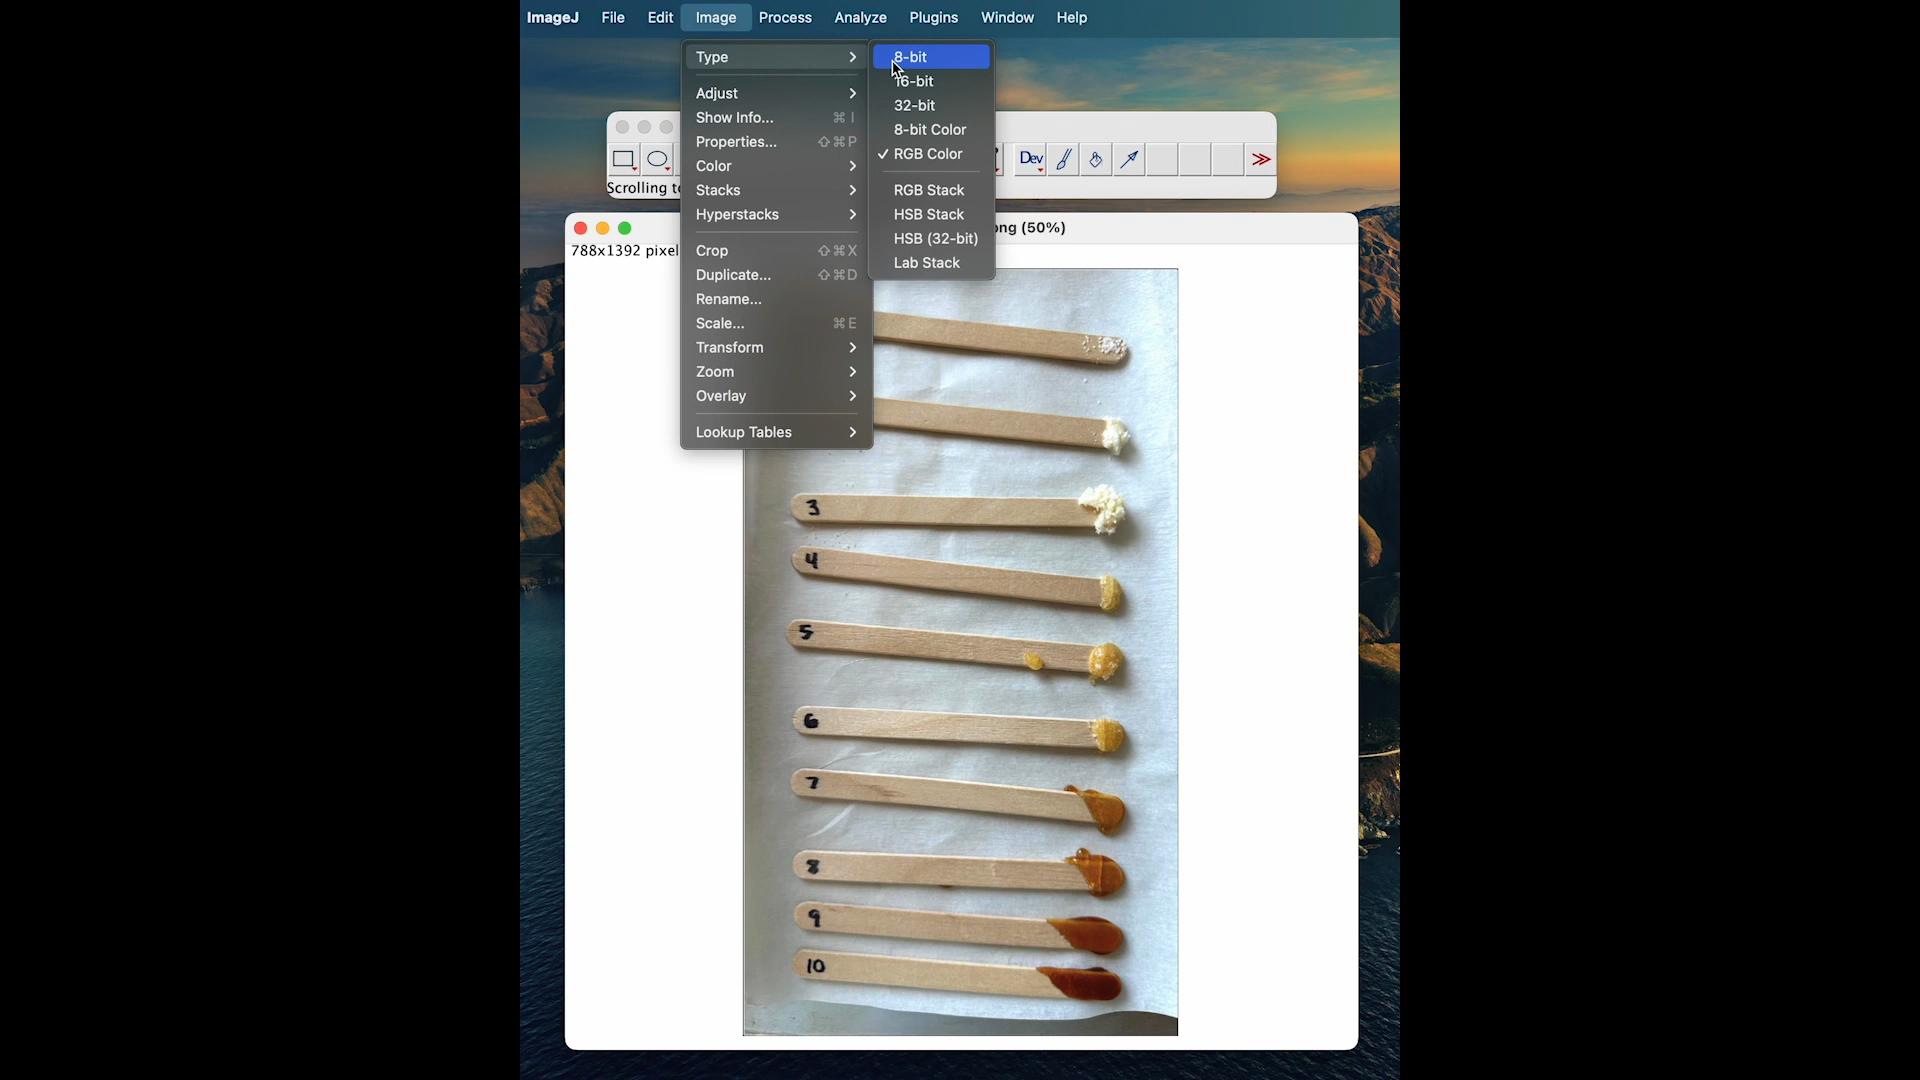 ImageJ File Edit Image Process Analyze Plugins Window Help
Type
Adjust
Show Info... ⌘ I
Properties... ⇧⌘P
Color
Stacks
Hyperstacks
Crop ⇧⌘X
Duplicate... ⇧⌘D
Rename...
Scale... ⌘E
Transform
Zoom
Overlay
Lookup Tables
8-bit
16-bit
32-bit
8-bit Color
✓ RGB Color
RGB Stack
HSB Stack
HSB (32-bit)
Lab Stack
Dev
Scrolling
(50%)
788x1392
3
4
5
6
7
8
9
10